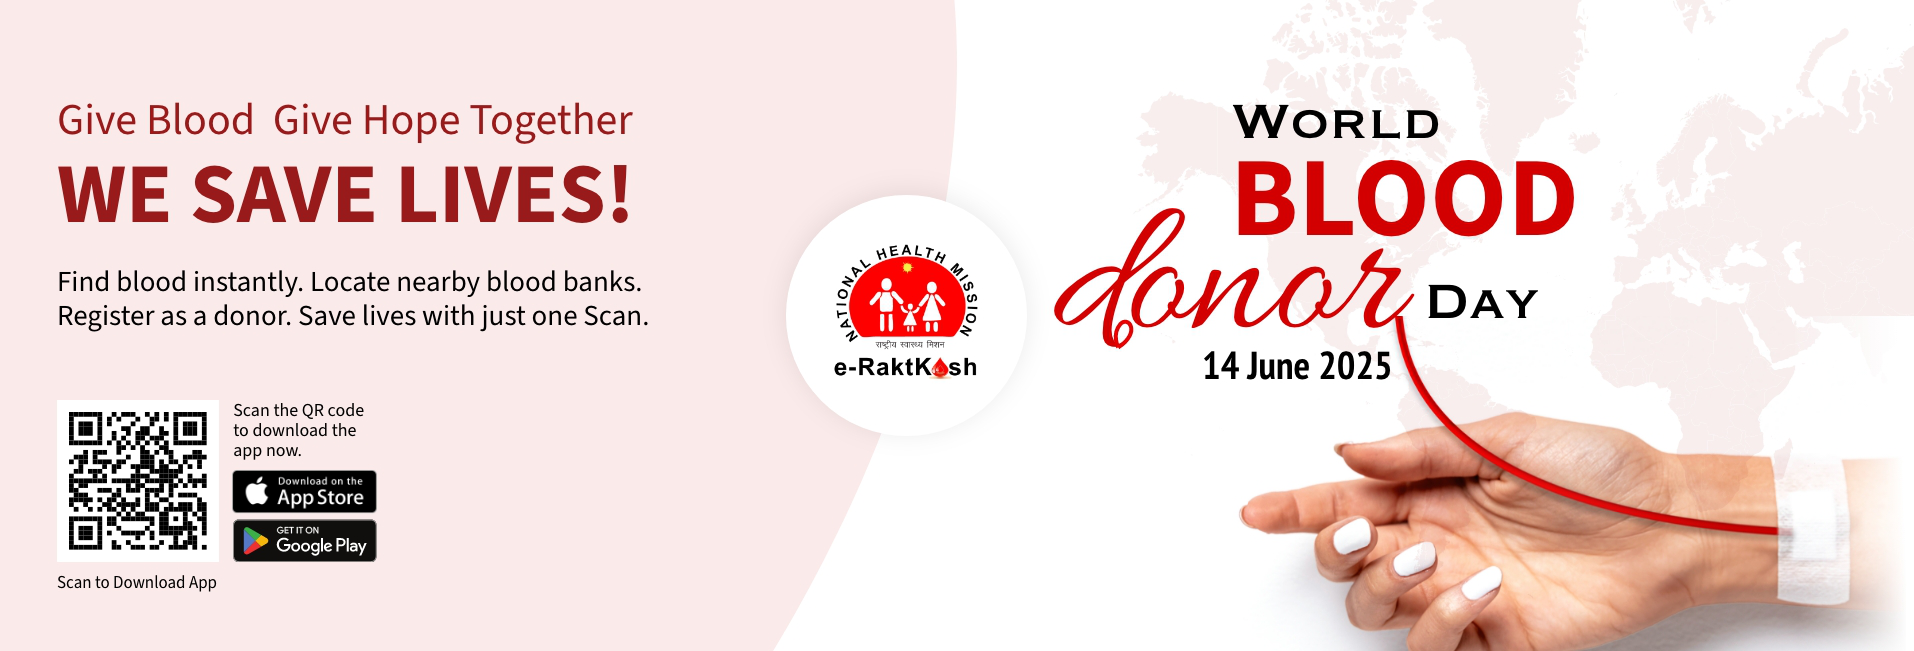 Give Blood  Give Hope Together
WE SAVE LIVES!
Find blood instantly. Locate nearby blood banks.
Register as a donor. Save lives with just one Scan.
Scan the QR code
to download the
app now.
Download on the
App Store
GET IT ON
Google Play
Scan to Download App
NATIONAL HEALTH MISSION
राष्ट्रीय स्वास्थ्य मिशन
e-RaktKosh
WORLD
BLOOD
donor DAY
14 June 2025